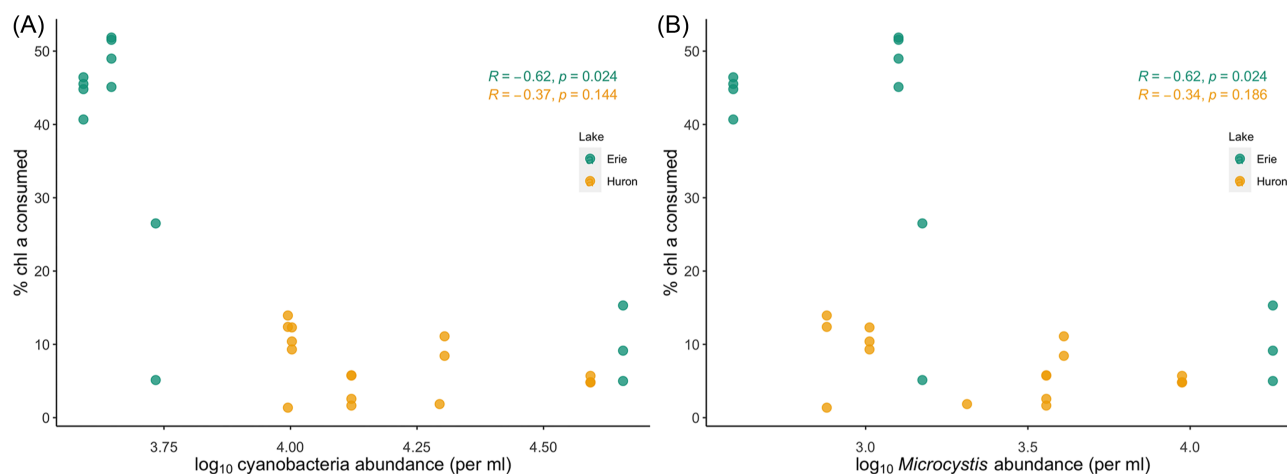 (A)
50
40
30
20
10
0
% chl a consumed
R = −0.62, p = 0.024
R = −0.37, p = 0.144
Lake
Erie
Huron
3.75 4.00 4.25 4.50
log₁₀ cyanobacteria abundance (per ml)
(B)
50
40
30
20
10
0
% chl a consumed
R = −0.62, p = 0.024
R = −0.34, p = 0.186
Lake
Erie
Huron
3.0 3.5 4.0
log₁₀ Microcystis abundance (per ml)